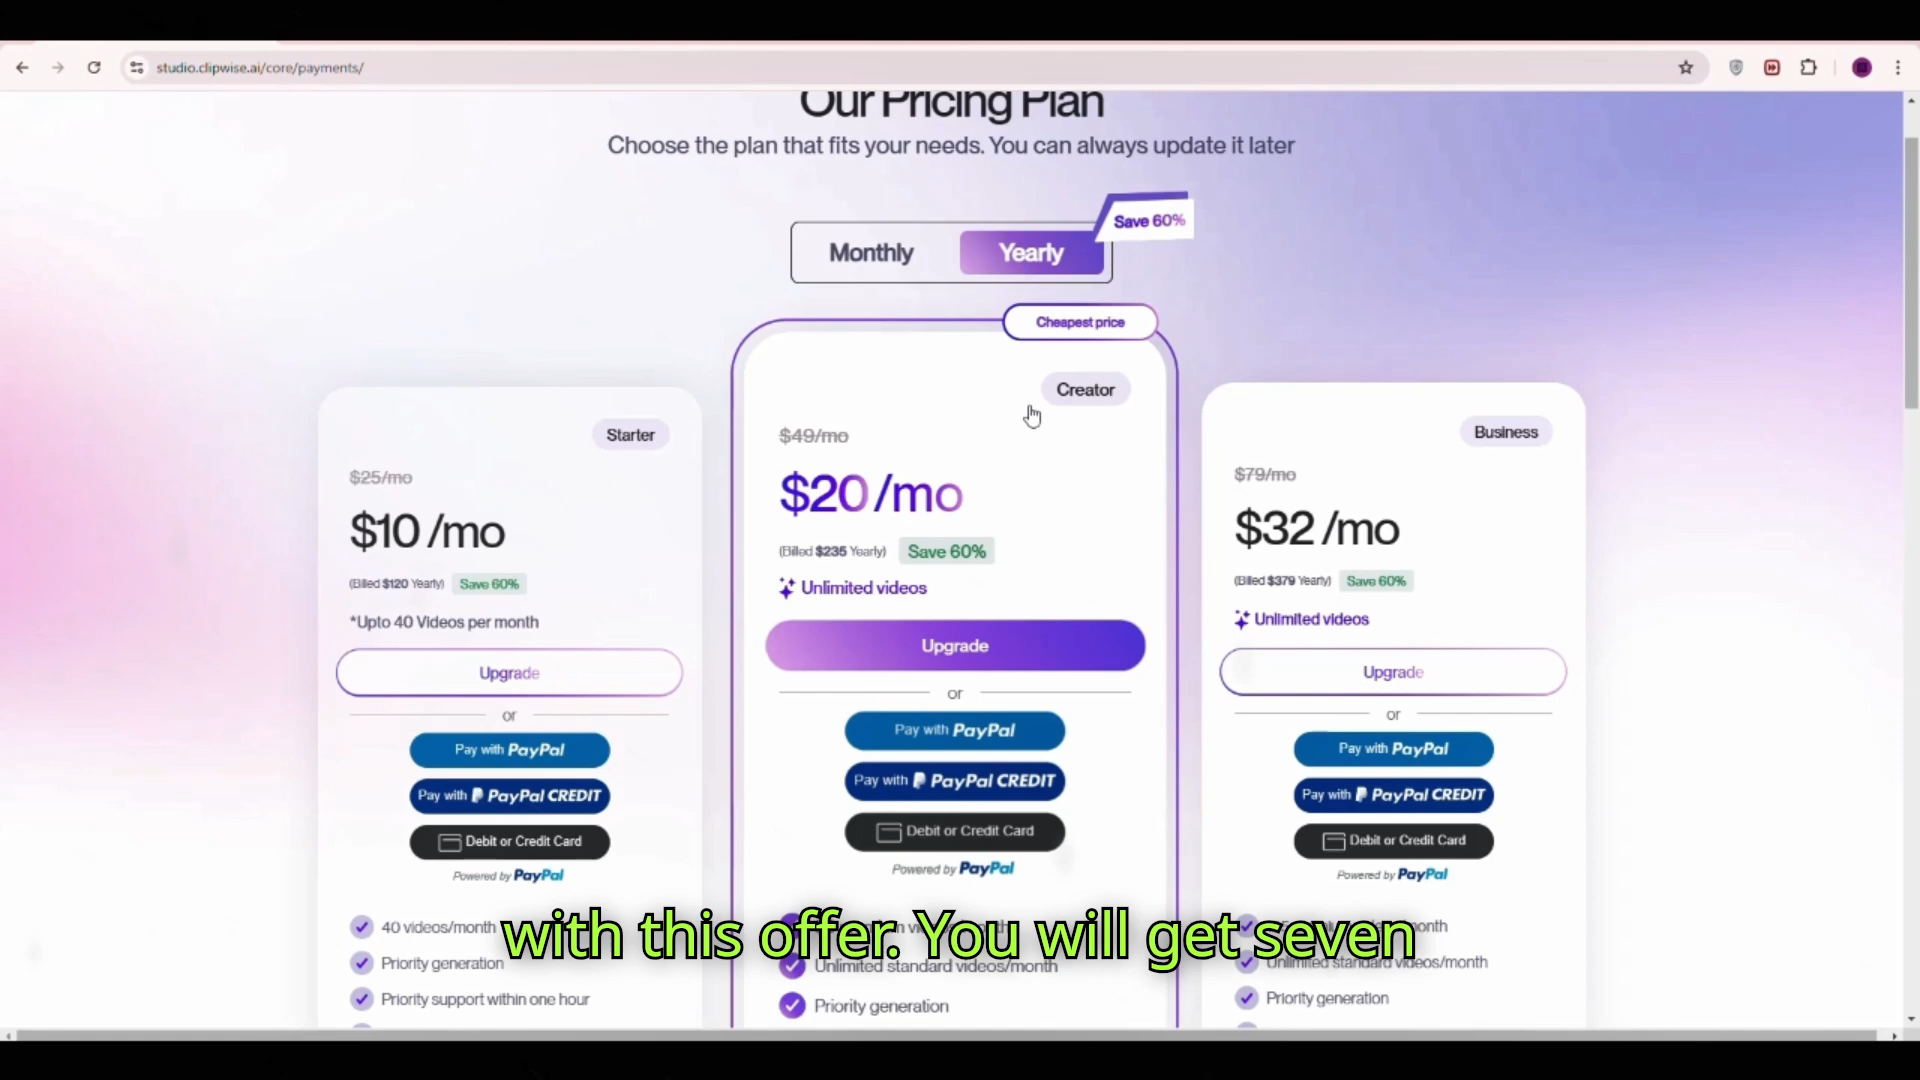 studio.clipwise.ai/core/payments/
Our Pricing Plan
Choose the plan that fits your needs. You can always update it later
Save 60%
Monthly
Yearly
Cheapest price
Starter
$25/mo
$10/mo
(Billed $120 Yearly) Save 60%
*Upto 40 Videos per month
Upgrade
or
Pay with PayPal
Pay with PayPal CREDIT
Debit or Credit Card
Powered by PayPal
40 videos/month
Priority generation
Priority support within one hour
Creator
$49/mo
$20/mo
(Billed $235 Yearly) Save 60%
Unlimited videos
Upgrade
or
Pay with PayPal
Pay with PayPal CREDIT
Debit or Credit Card
Powered by PayPal
Unlimited standard videos/month
Priority generation
Business
$79/mo
$32/mo
(Billed $379 Yearly) Save 60%
Unlimited videos
Upgrade
or
Pay with PayPal
Pay with PayPal CREDIT
Debit or Credit Card
Powered by PayPal
Unlimited standard videos/month
Priority generation
with this offer. You will get seven